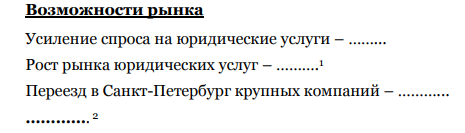 Возможности рынка
Усиление спроса на юридические услуги – ………
Рост рынка юридических услуг – ……….¹
Переезд в Санкт-Петербург крупных компаний – …………
………….²